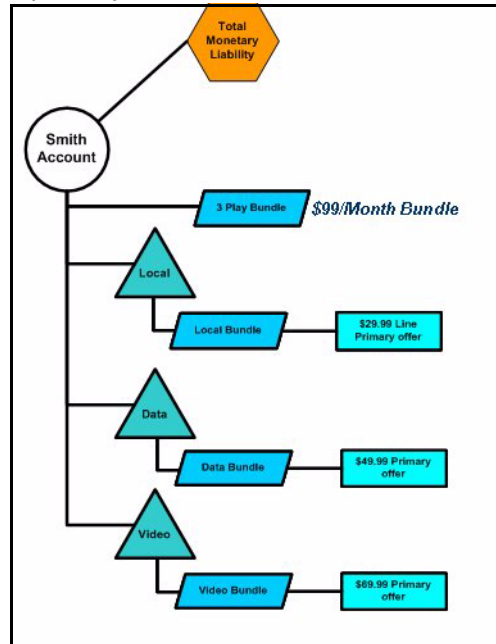 Total
Monetary
Liability
Smith
Account
3 Play Bundle
$99/Month Bundle
Local
Local Bundle
$29.99 Line
Primary offer
Data
Data Bundle
$49.99 Primary
offer
Video
Video Bundle
$69.99 Primary
offer